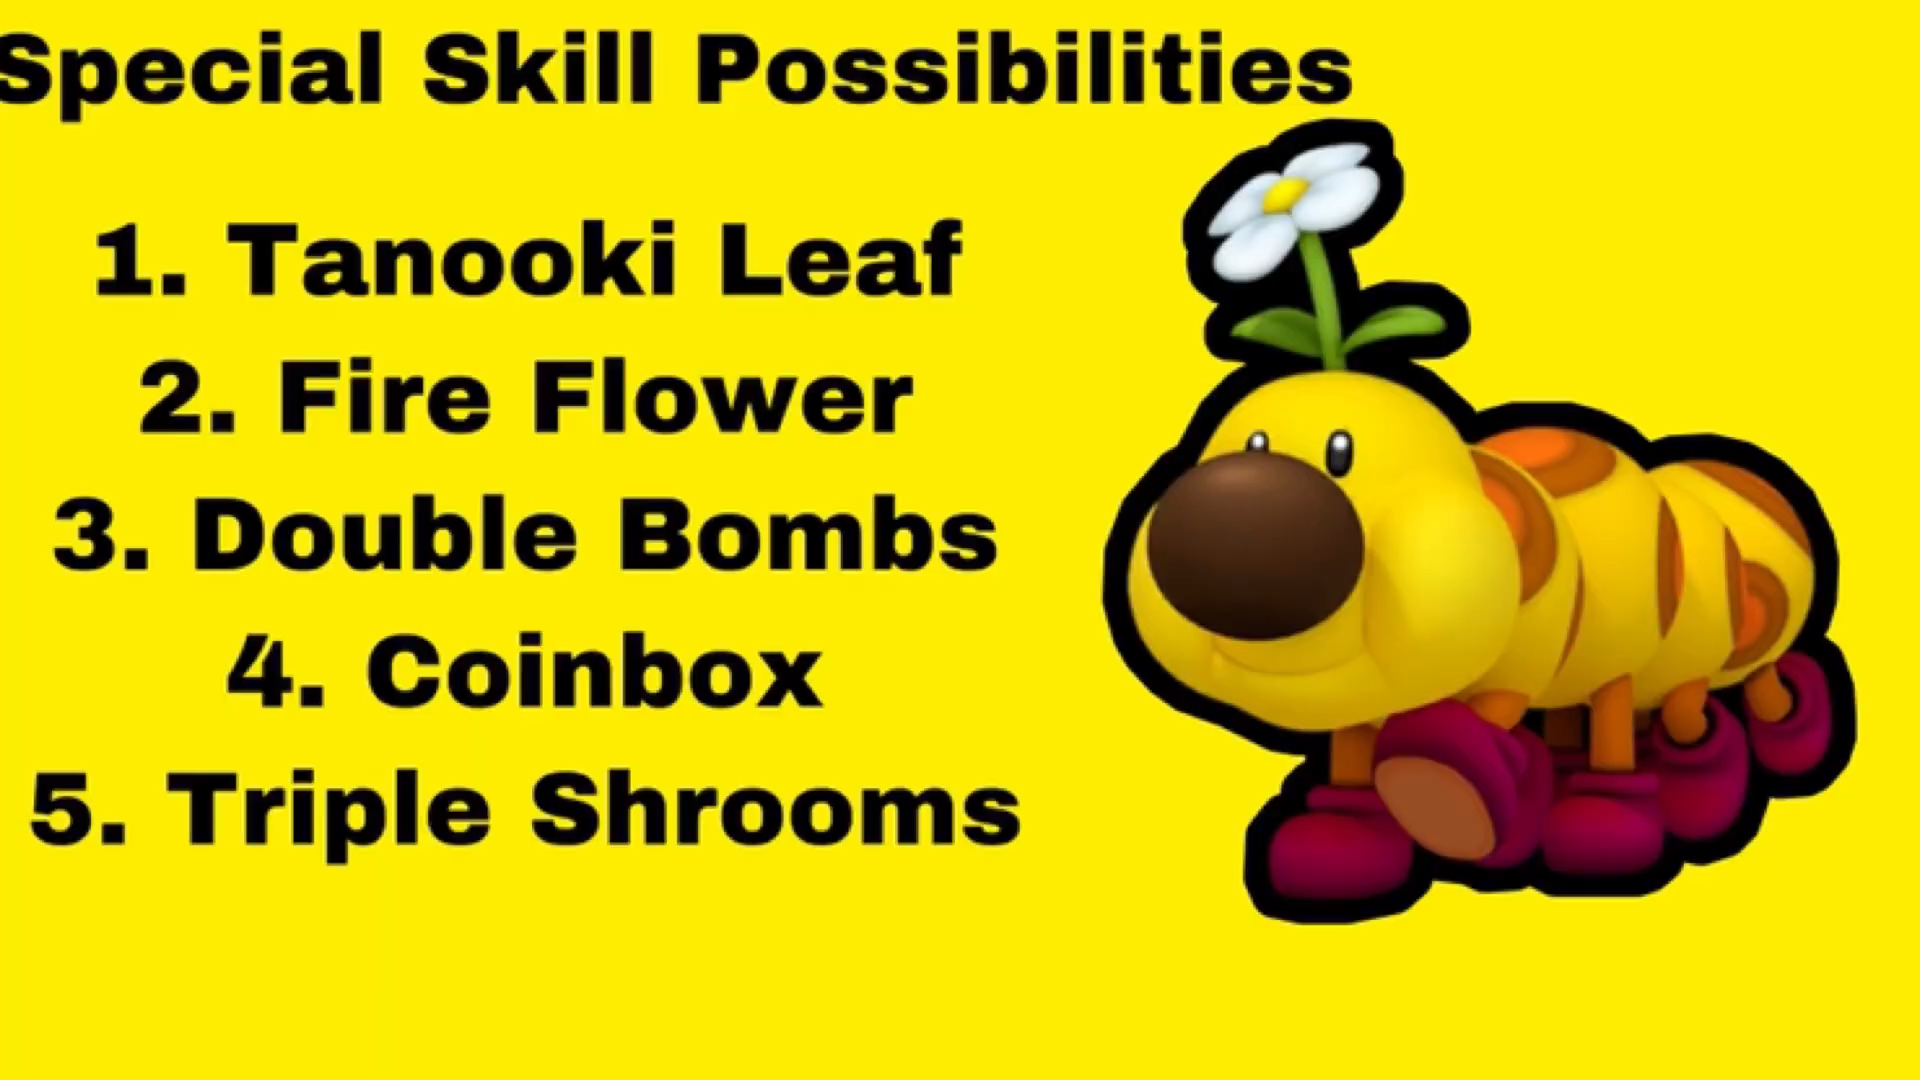 Special Skill Possibilities
1. Tanooki Leaf
2. Fire Flower
3. Double Bombs
4. Coinbox
5. Triple Shrooms